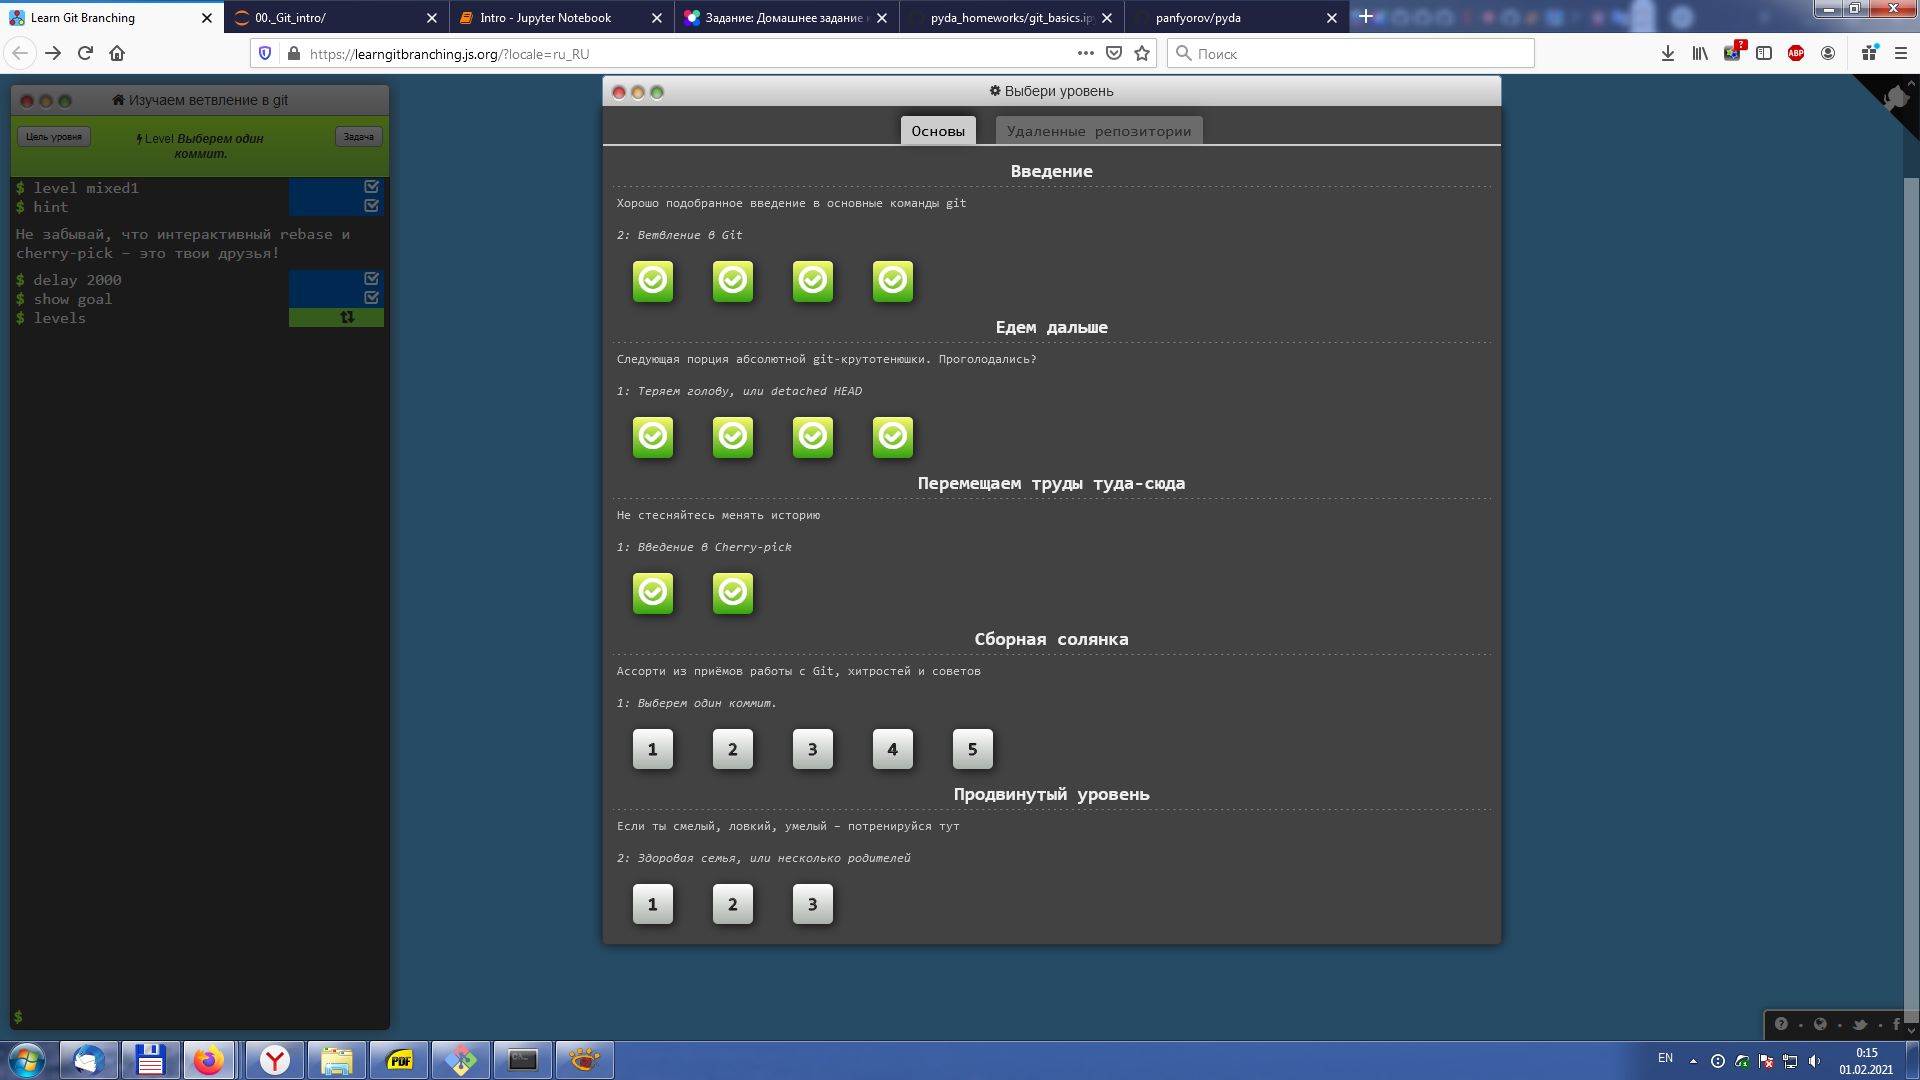 Learn Git Branching
00._Git_intro/
Intro - Jupyter Notebook
Задание: Домашнее задание
pyda_homeworks/git_basics.ipy
panfyorov/pyda
https://learngitbranching.js.org/?locale=ru_RU
Поиск
ABP
Изучаем ветвление в git
Цель уровня
Level Выберем один
коммит.
Задача
$ level mixed1
$ hint
Не забывай, что интерактивный rebase и
cherry-pick – это твои друзья!
$ delay 2000
$ show goal
$ levels
$
Выбери уровень
Основы
Удаленные репозитории
Введение
Хорошо подобранное введение в основные команды git
2: Ветвление в Git
Едем дальше
Следующая порция абсолютной git-крутотенюшки. Проголодались?
1: Теряем голову, или detached HEAD
Перемещаем труды туда-сюда
Не стесняйтесь менять историю
1: Введение в Cherry-pick
Сборная солянка
Ассорти из приёмов работы с Git, хитростей и советов
1: Выберем один коммит.
1 2 3 4 5
Продвинутый уровень
Если ты смелый, ловкий, умелый – потренируйся тут
2: Здоровая семья, или несколько родителей
1 2 3
PDF
EN
0:15
01.02.2021